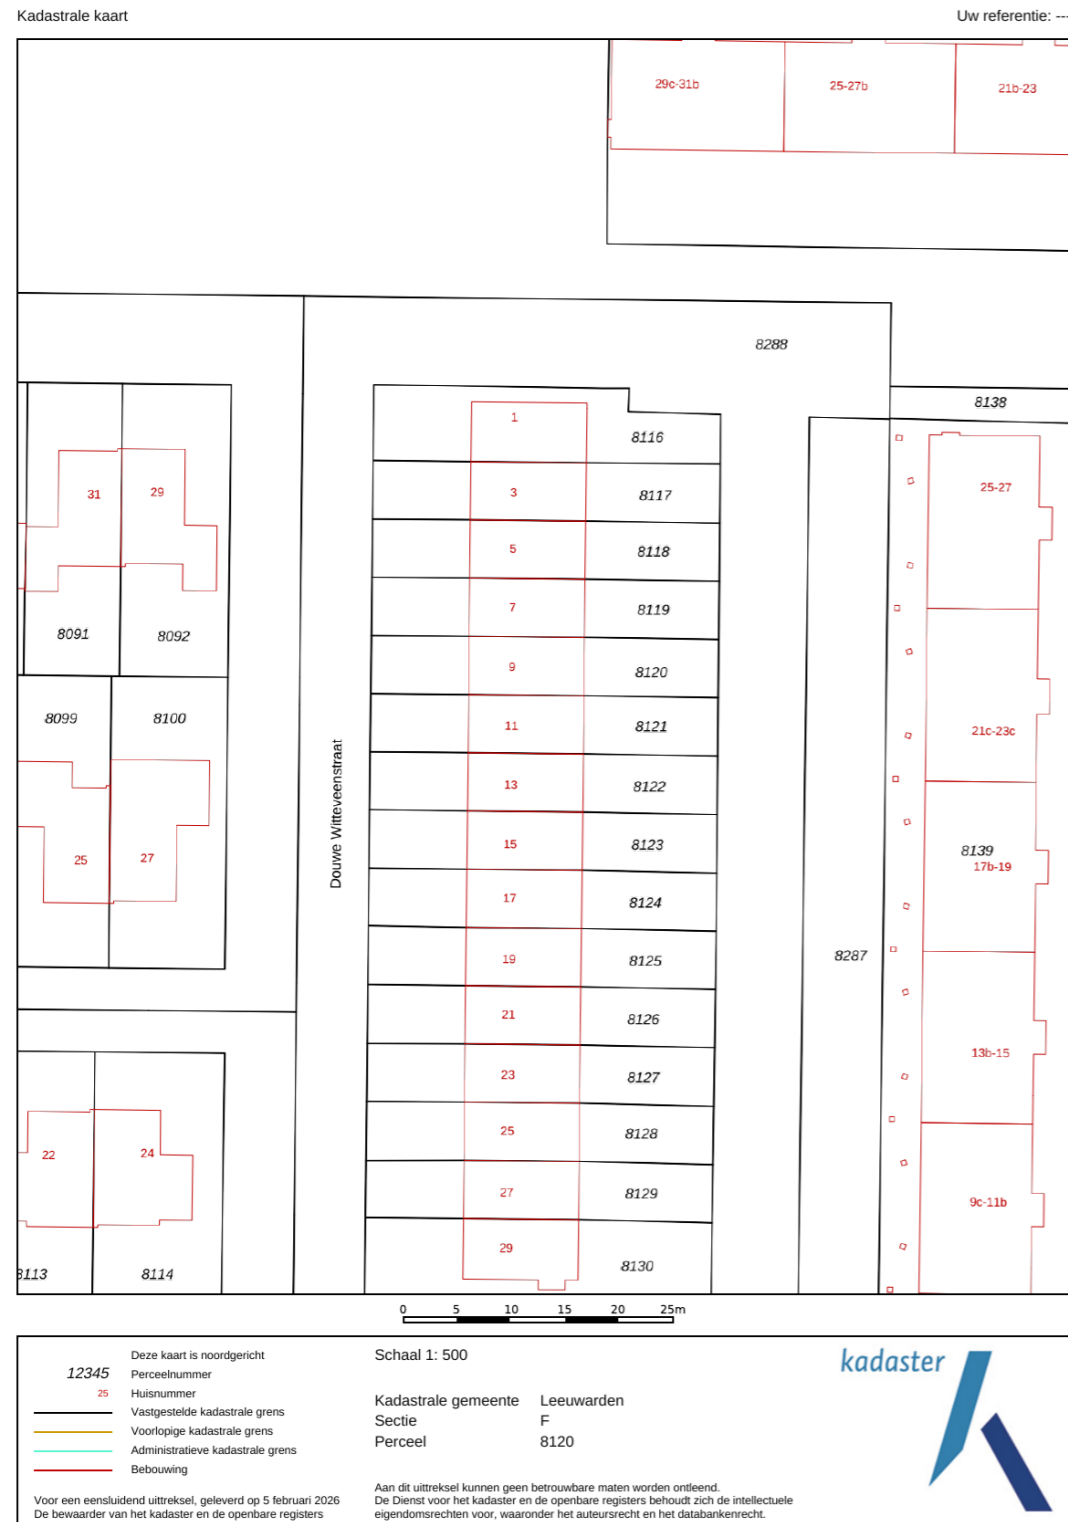 Kadastrale kaart
Uw referentie: ---
29c-31b
25-27b
21b-23
8288
8138
1
8116
25-27
31
29
3
8117
5
8118
7
8119
8091
8092
9
8120
8099
8100
11
8121
21c-23c
Douwe Witteveenstraat
13
8122
25
27
15
8123
8139
17b-19
17
8124
8287
19
8125
21
8126
13b-15
23
8127
22
24
25
8128
27
8129
9c-11b
29
8130
8113
8114
0 5 10 15 20 25m
Deze kaart is noordgericht
12345 Perceelnummer
25 Huisnummer
Vastgestelde kadastrale grens
Voorlopige kadastrale grens
Administratieve kadastrale grens
Bebouwing
Voor een eensluidend uittreksel, geleverd op 5 februari 2026
De bewaarder van het kadaster en de openbare registers
Schaal 1: 500
Kadastrale gemeente Leeuwarden
Sectie F
Perceel 8120
Aan dit uittreksel kunnen geen betrouwbare maten worden ontleend.
De Dienst voor het kadaster en de openbare registers behoudt zich de intellectuele
eigendomsrechten voor, waaronder het auteursrecht en het databankenrecht.
kadaster